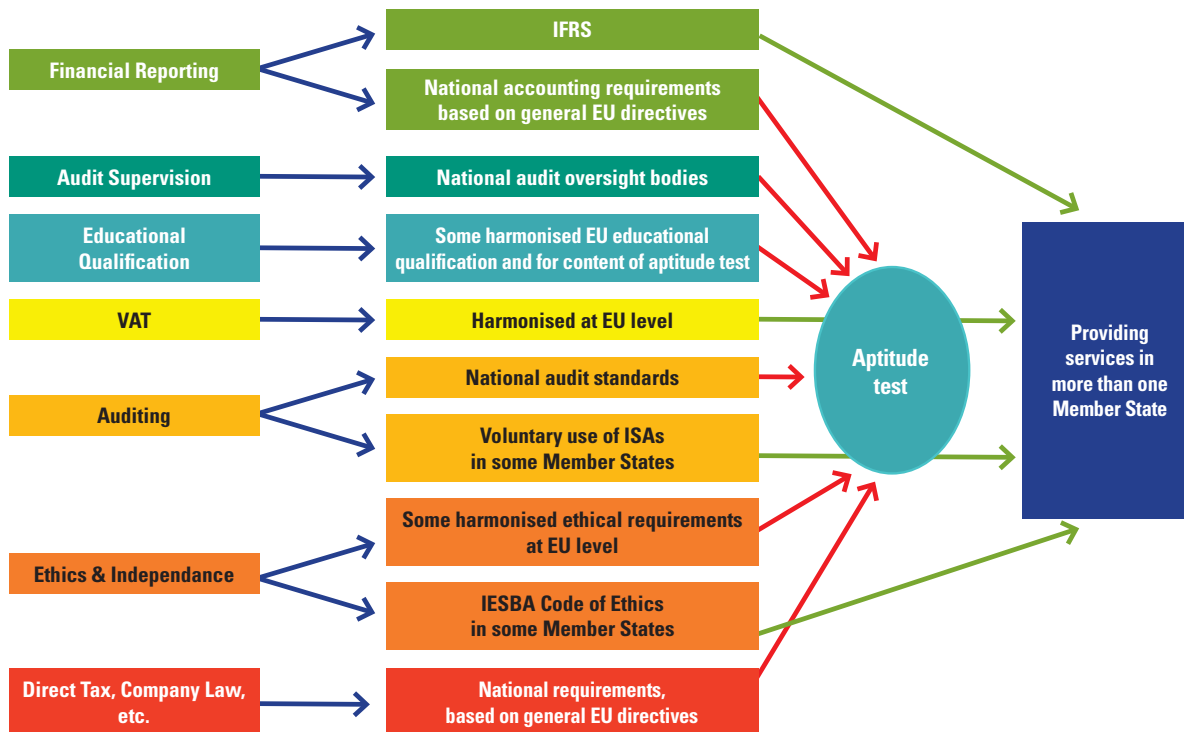 Financial Reporting
IFRS
National accounting requirements
based on general EU directives
Audit Supervision
National audit oversight bodies
Educational
Qualification
Some harmonised EU educational
qualification and for content of aptitude test
VAT
Harmonised at EU level
Auditing
National audit standards
Voluntary use of ISAs
in some Member States
Ethics & Independance
Some harmonised ethical requirements
at EU level
IESBA Code of Ethics
in some Member States
Direct Tax, Company Law,
etc.
National requirements,
based on general EU directives
Aptitude
test
Providing
services in
more than one
Member State